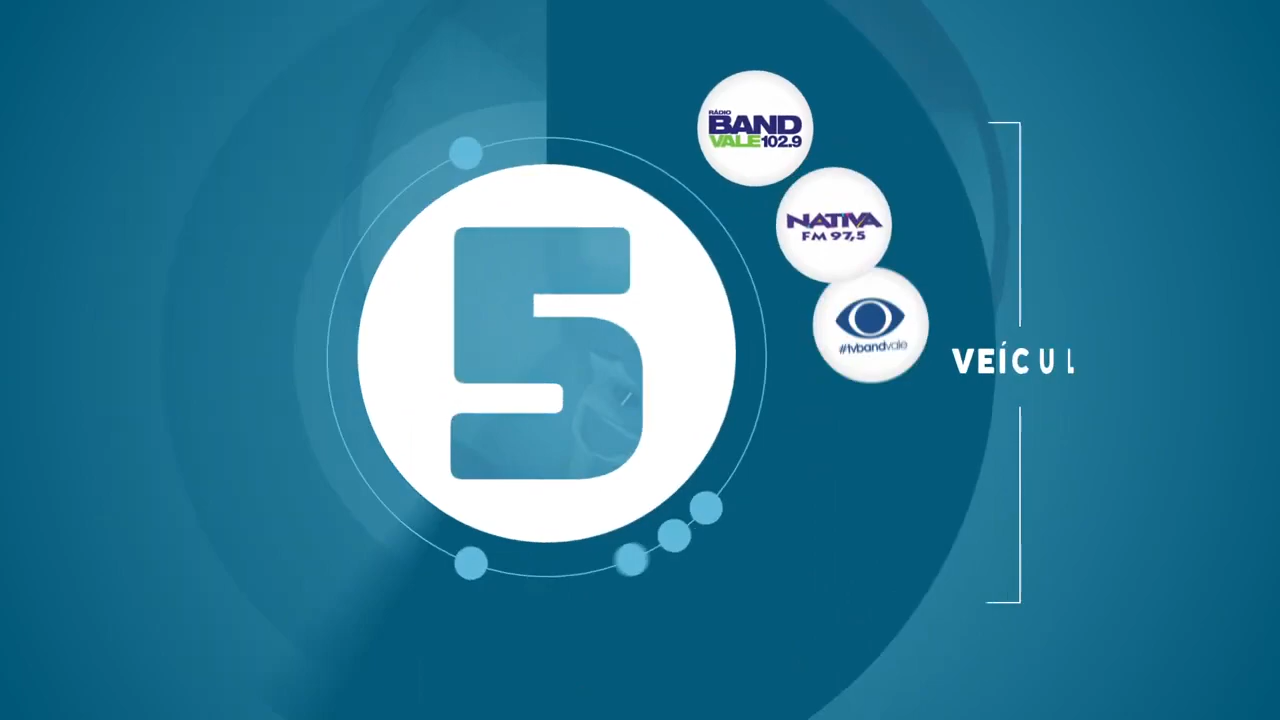 5
RÁDIO
BAND
VALE 102.9
NATIVA
FM 97,5
#tvbandvale
VEÍCUL